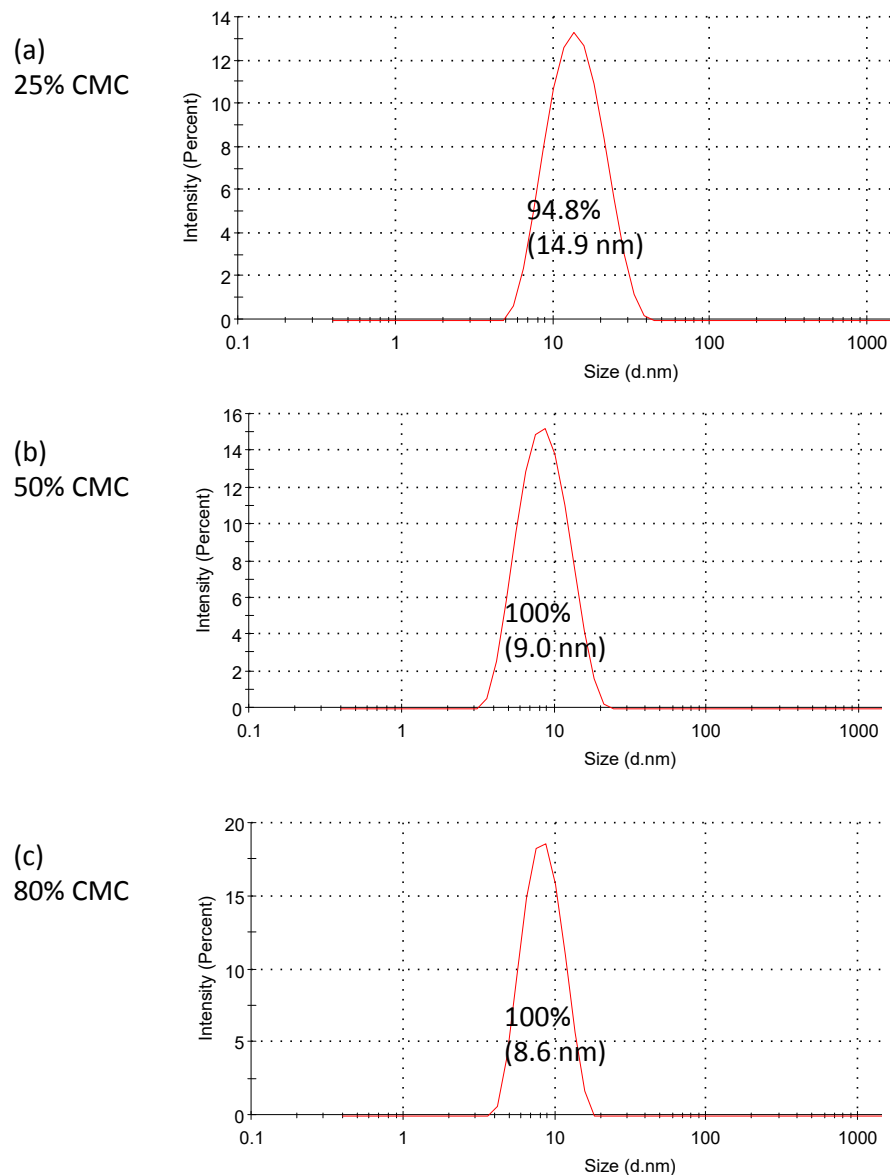 (a)
25% CMC
14
12
10
8
6
4
2
0
Intensity (Percent)
94.8%
(14.9 nm)
0.1 1 10 100 1000
Size (d.nm)
(b)
50% CMC
16
14
12
10
8
6
4
2
0
Intensity (Percent)
100%
(9.0 nm)
0.1 1 10 100 1000
Size (d.nm)
(c)
80% CMC
20
15
10
5
0
Intensity (Percent)
100%
(8.6 nm)
0.1 1 10 100 1000
Size (d.nm)